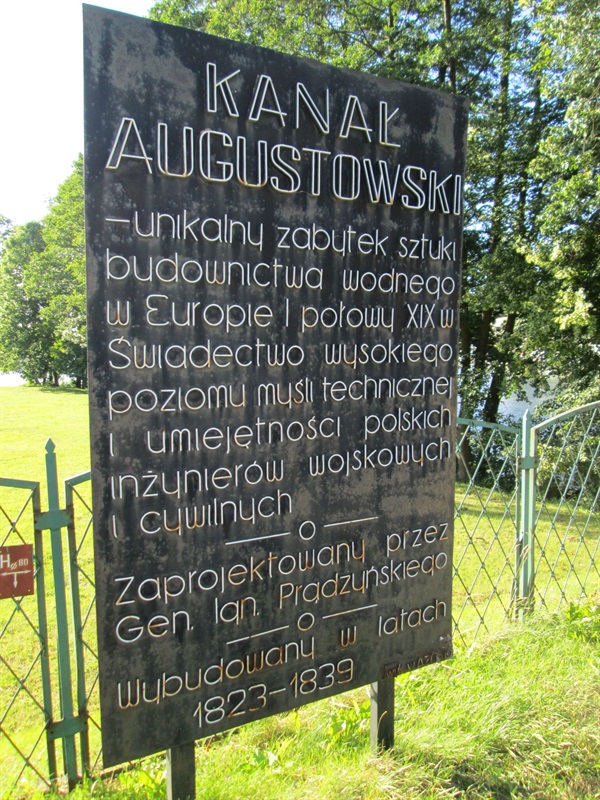 KANAŁ
AUGUSTOWSKI
—unikalny zabytek sztuki
budownictwa wodnego
w Europie I połowy XIX w
Świadectwo wysokiego
poziomu myśli technicznej
i umiejętności polskich
inżynierów wojskowych
i cywilnych
— o —
zaprojektowany przez
Gen. Ign. Prądzyńskiego
— o —
wybudowany w latach
1823-1839
H 80